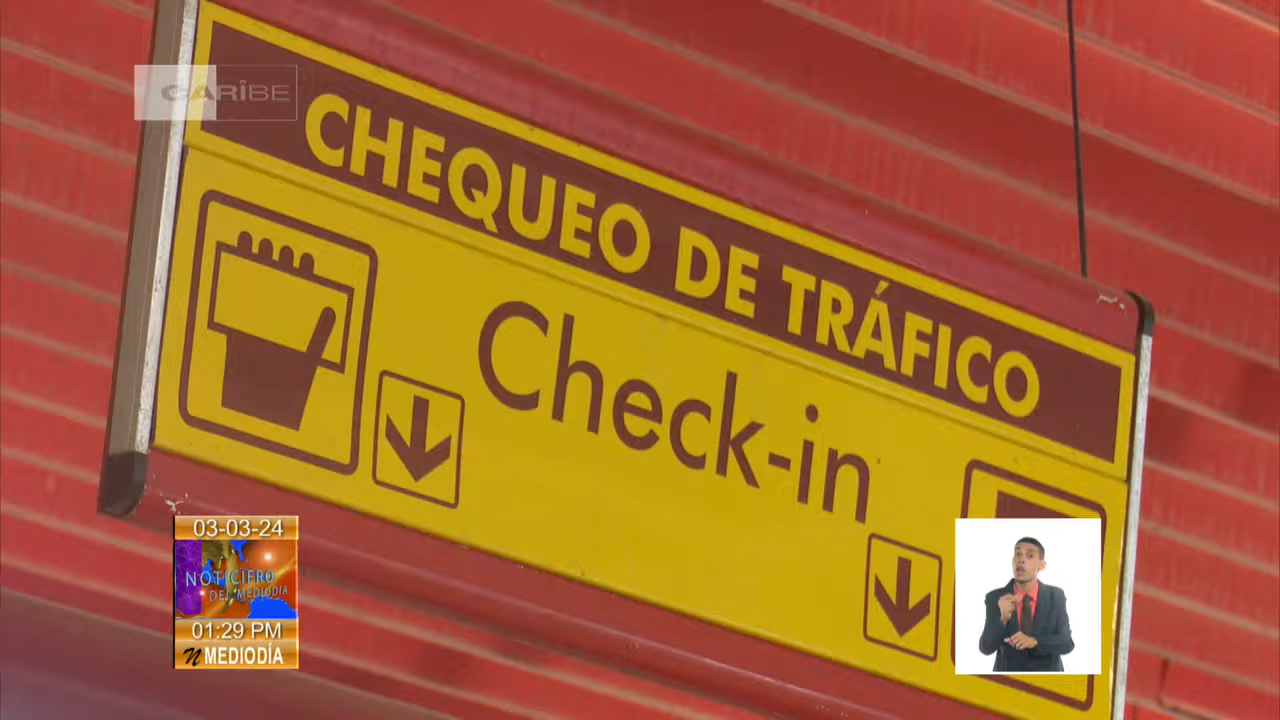 CARIBE
CHEQUEO DE TRÁFICO
Check-in
03-03-24
NOTICIERO
DEL MEDIODÍA
01:29 PM
n MEDIODÍA